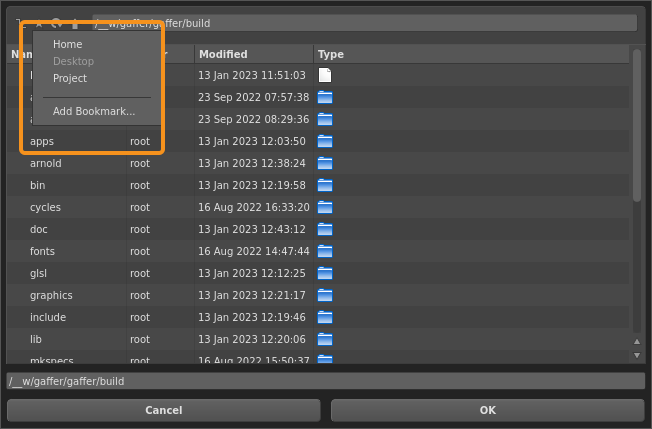 /__w/gaffer/gaffer/build
Modified Type
Home
Desktop
Project
Add Bookmark...
13 Jan 2023 11:51:03
23 Sep 2022 07:57:38
23 Sep 2022 08:29:36
apps root 13 Jan 2023 12:03:50
arnold root 13 Jan 2023 12:38:24
bin root 13 Jan 2023 12:19:58
cycles root 16 Aug 2022 16:33:20
doc root 13 Jan 2023 12:43:12
fonts root 16 Aug 2022 14:47:44
glsl root 13 Jan 2023 12:12:25
graphics root 13 Jan 2023 12:21:17
include root 13 Jan 2023 12:19:46
lib root 13 Jan 2023 12:20:06
mkspecs root 16 Aug 2022 15:50:37
/__w/gaffer/gaffer/build
Cancel OK